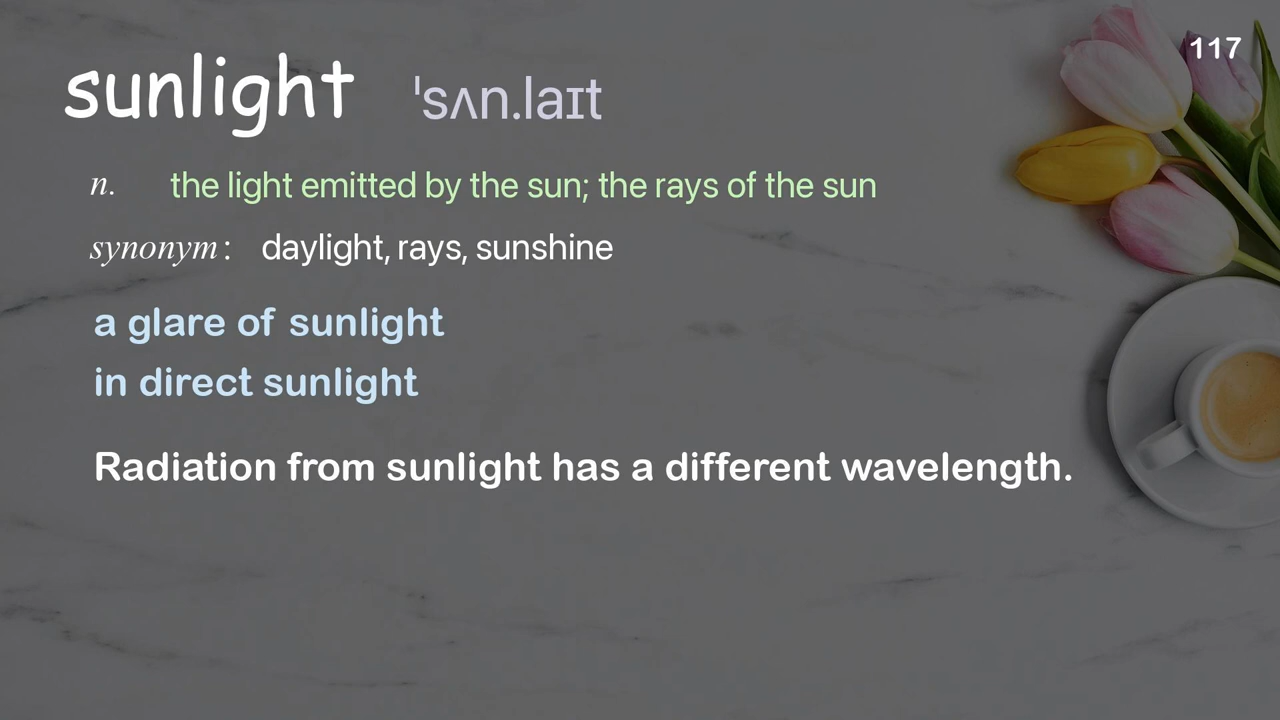 117
sunlight ˈsʌn.laɪt
n. the light emitted by the sun; the rays of the sun
synonym: daylight, rays, sunshine
a glare of sunlight
in direct sunlight
Radiation from sunlight has a different wavelength.